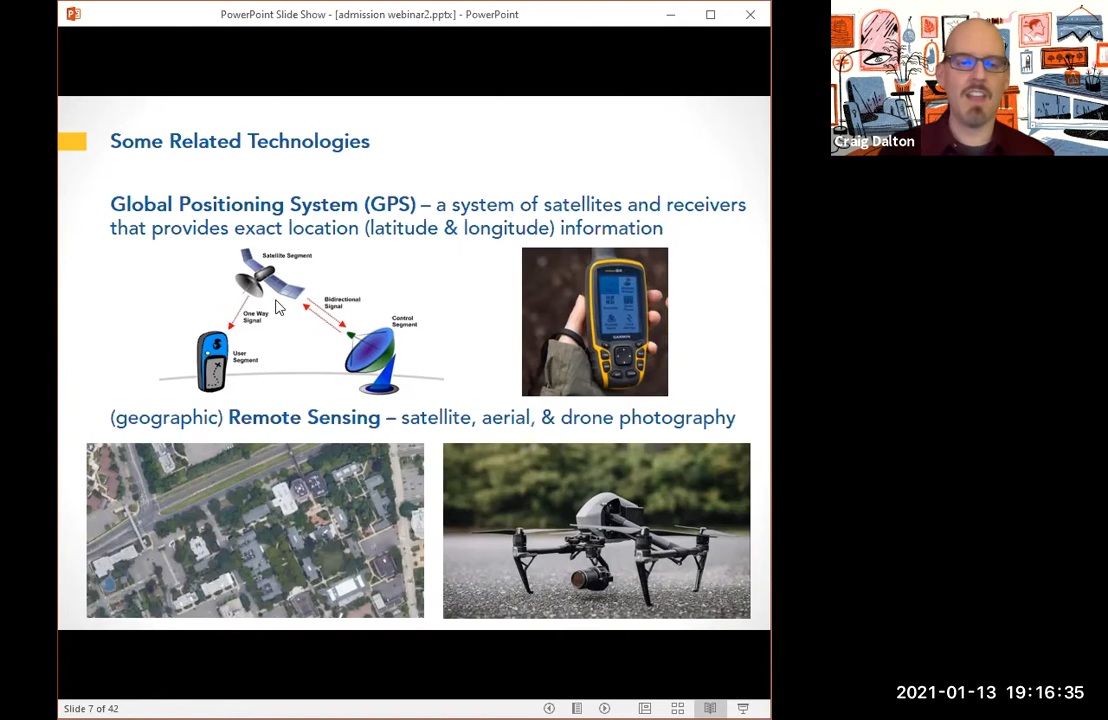 PowerPoint Slide Show - [admission webinar2.pptx] - PowerPoint
Some Related Technologies
Global Positioning System (GPS) – a system of satellites and receivers
that provides exact location (latitude & longitude) information
Satellite Segment
Bidirectional
Signal
One Way
Signal
Control
Segment
User
Segment
GARMIN
(geographic) Remote Sensing – satellite, aerial, & drone photography
Slide 7 of 42
Craig Dalton
2021-01-13 19:16:35